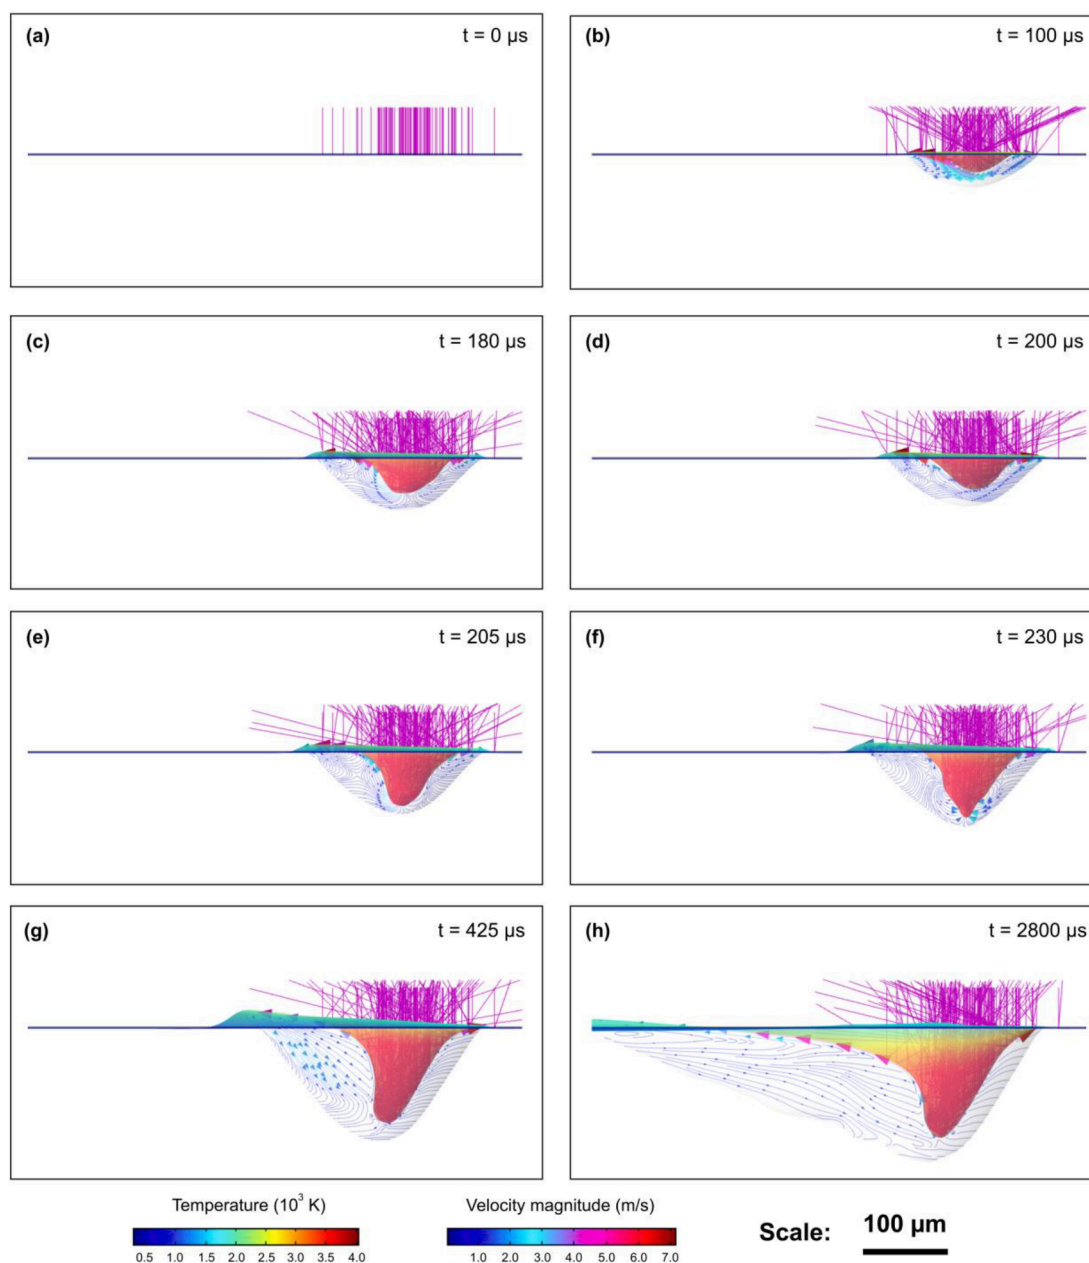 (a) t = 0 µs
(b) t = 100 µs
(c) t = 180 µs
(d) t = 200 µs
(e) t = 205 µs
(f) t = 230 µs
(g) t = 425 µs
(h) t = 2800 µs
Temperature (10³ K)
0.5 1.0 1.5 2.0 2.5 3.0 3.5 4.0
Velocity magnitude (m/s)
1.0 2.0 3.0 4.0 5.0 6.0 7.0
Scale: 100 µm